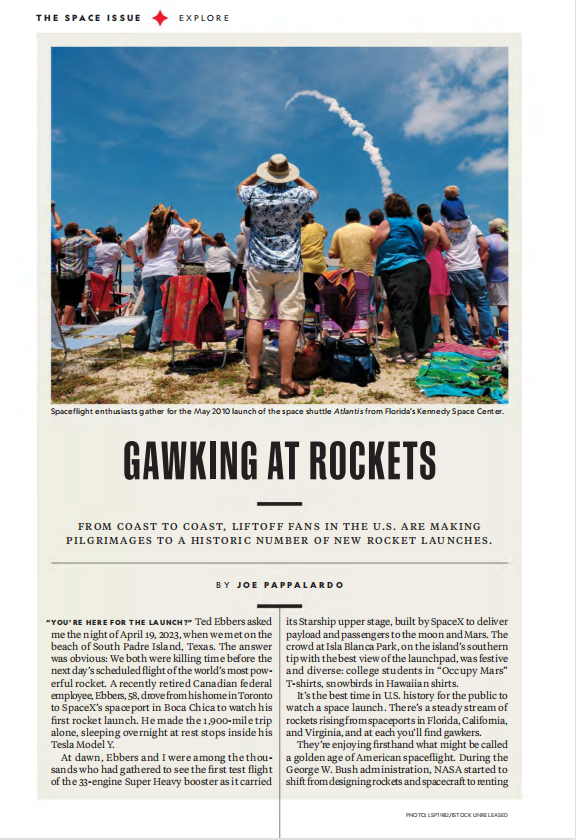 THE SPACE ISSUE EXPLORE
Spaceflight enthusiasts gather for the May 2010 launch of the space shuttle Atlantis from Florida's Kennedy Space Center.
GAWKING AT ROCKETS
FROM COAST TO COAST, LIFTOFF FANS IN THE U.S. ARE MAKING
PILGRIMAGES TO A HISTORIC NUMBER OF NEW ROCKET LAUNCHES.
BY JOE PAPPALARDO
"YOU'RE HERE FOR THE LAUNCH?" Ted Ebbers asked
me the night of April 19, 2023, when we met on the
beach of South Padre Island, Texas. The answer
was obvious: We both were killing time before the
next day's scheduled flight of the world's most pow-
erful rocket. A recently retired Canadian federal
employee, Ebbers, 58, drove from his home in Toronto
to SpaceX's spaceport in Boca Chica to watch his
first rocket launch. He made the 1,900-mile trip
alone, sleeping overnight at rest stops inside his
Tesla Model Y.
At dawn, Ebbers and I were among the thou-
sands who had gathered to see the first test flight
of the 33-engine Super Heavy booster as it carried
its Starship upper stage, built by SpaceX to deliver
payload and passengers to the moon and Mars. The
crowd at Isla Blanca Park, on the island's southern
tip with the best view of the launchpad, was festive
and diverse: college students in "Occupy Mars"
T-shirts, snowbirds in Hawaiian shirts.
It's the best time in U.S. history for the public to
watch a space launch. There's a steady stream of
rockets rising from spaceports in Florida, California,
and Virginia, and at each you'll find gawkers.
They're enjoying firsthand what might be called
a golden age of American spaceflight. During the
George W. Bush administration, NASA started to
shift from designing rockets and spacecraft to renting
PHOTO: LSP1982/ISTOCK UNRELEASED